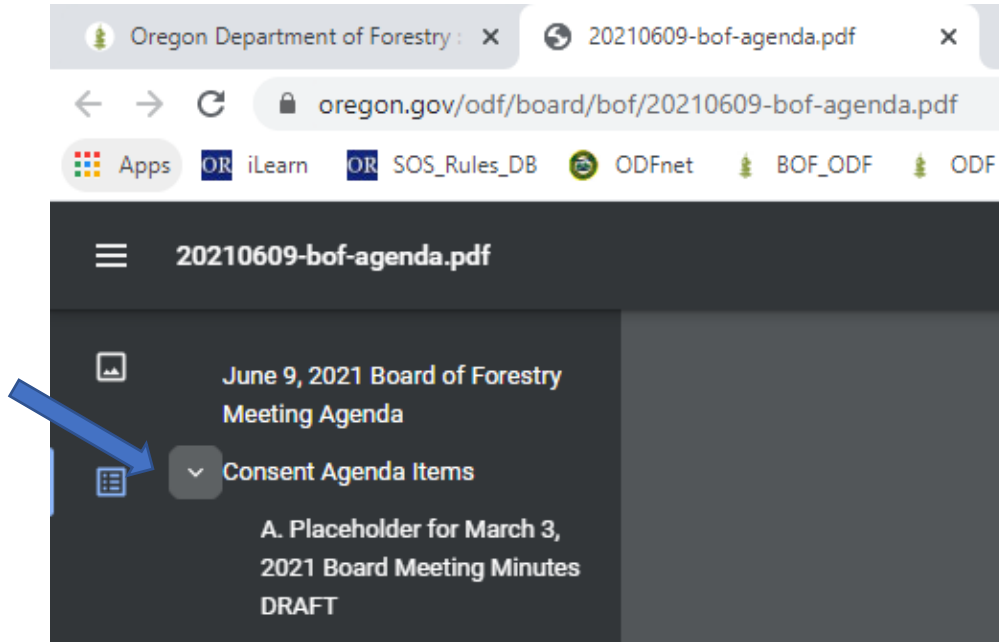 Oregon Department of Forestry : 20210609-bof-agenda.pdf
oregon.gov/odf/board/bof/20210609-bof-agenda.pdf
Apps OR iLearn OR SOS_Rules_DB ODFnet BOF_ODF ODF
20210609-bof-agenda.pdf
June 9, 2021 Board of Forestry
Meeting Agenda
Consent Agenda Items
A. Placeholder for March 3,
2021 Board Meeting Minutes
DRAFT